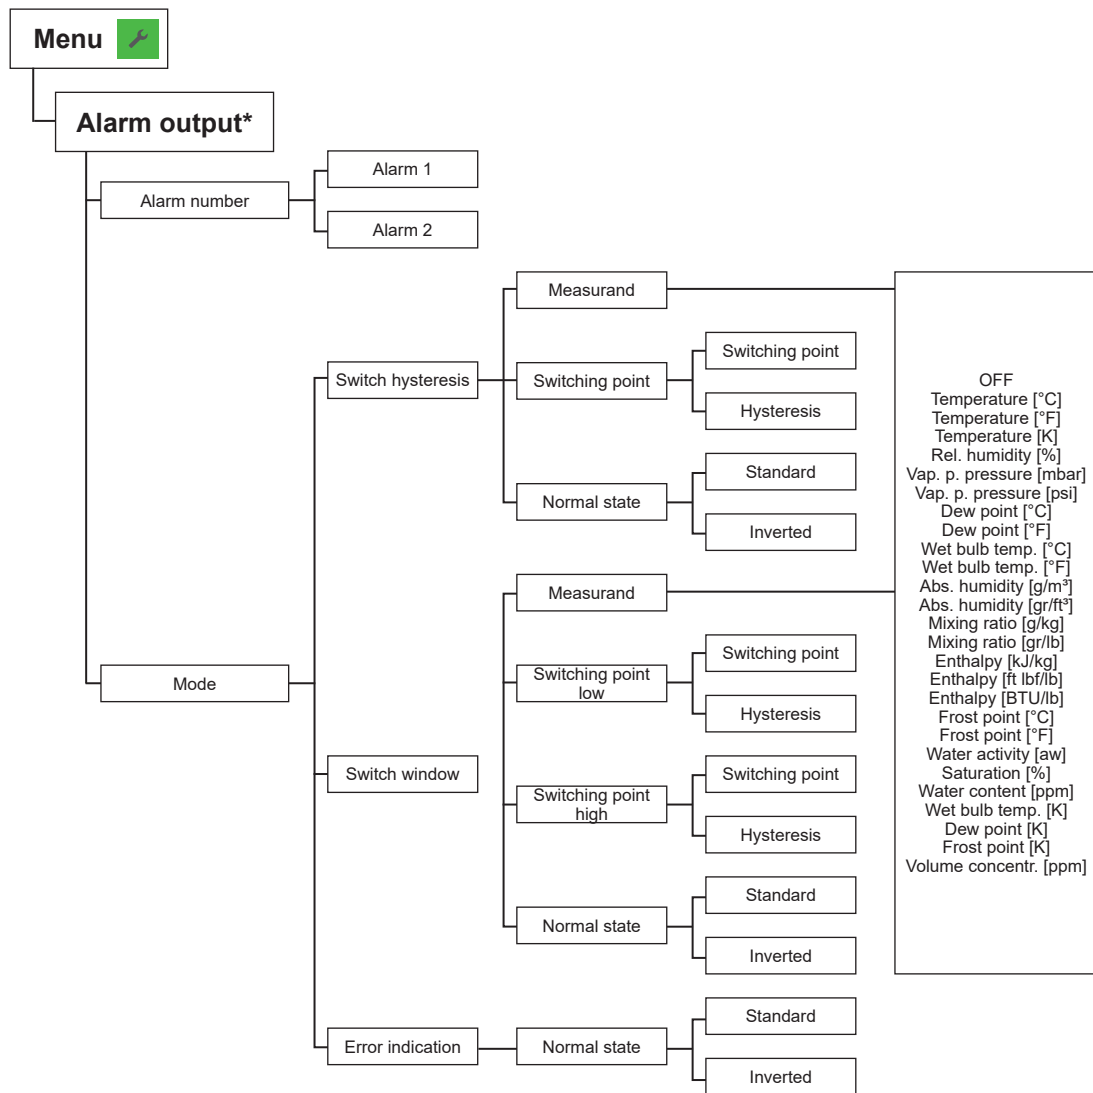 Menu
Alarm output*
Alarm number
Alarm 1
Alarm 2
Mode
Switch hysteresis
Measurand
Switching point
Switching point
Hysteresis
Normal state
Standard
Inverted
Switch window
Measurand
Switching point
low
Switching point
Hysteresis
Switching point
high
Switching point
Hysteresis
Normal state
Standard
Inverted
Error indication
Normal state
Standard
Inverted
OFF
Temperature [°C]
Temperature [°F]
Temperature [K]
Rel. humidity [%]
Vap. p. pressure [mbar]
Vap. p. pressure [psi]
Dew point [°C]
Dew point [°F]
Wet bulb temp. [°C]
Wet bulb temp. [°F]
Abs. humidity [g/m³]
Abs. humidity [gr/ft³]
Mixing ratio [g/kg]
Mixing ratio [gr/lb]
Enthalpy [kJ/kg]
Enthalpy [ft lbf/lb]
Enthalpy [BTU/lb]
Frost point [°C]
Frost point [°F]
Water activity [aw]
Saturation [%]
Water content [ppm]
Wet bulb temp. [K]
Dew point [K]
Frost point [K]
Volume concentr. [ppm]